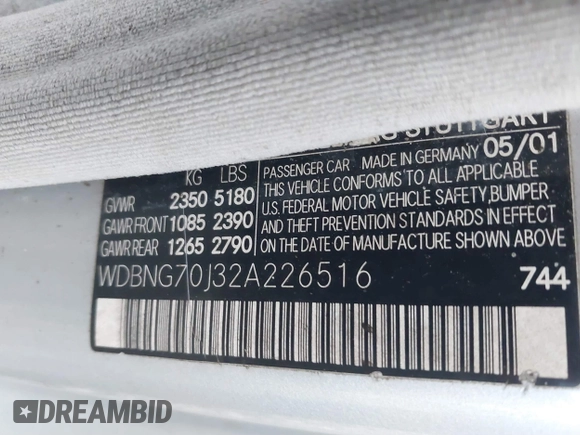 STUTTGART
05/01
KG LBS
GVWR 2350 5180
GAWR FRONT 1085 2390
GAWR REAR 1265 2790
PASSENGER CAR MADE IN GERMANY
THIS VEHICLE CONFORMS TO ALL APPLICABLE
U.S. FEDERAL MOTOR VEHICLE SAFETY, BUMPER
AND THEFT PREVENTION STANDARDS IN EFFECT
ON THE DATE OF MANUFACTURE SHOWN ABOVE.
WDBNG70J32A226516 744
DREAMBID